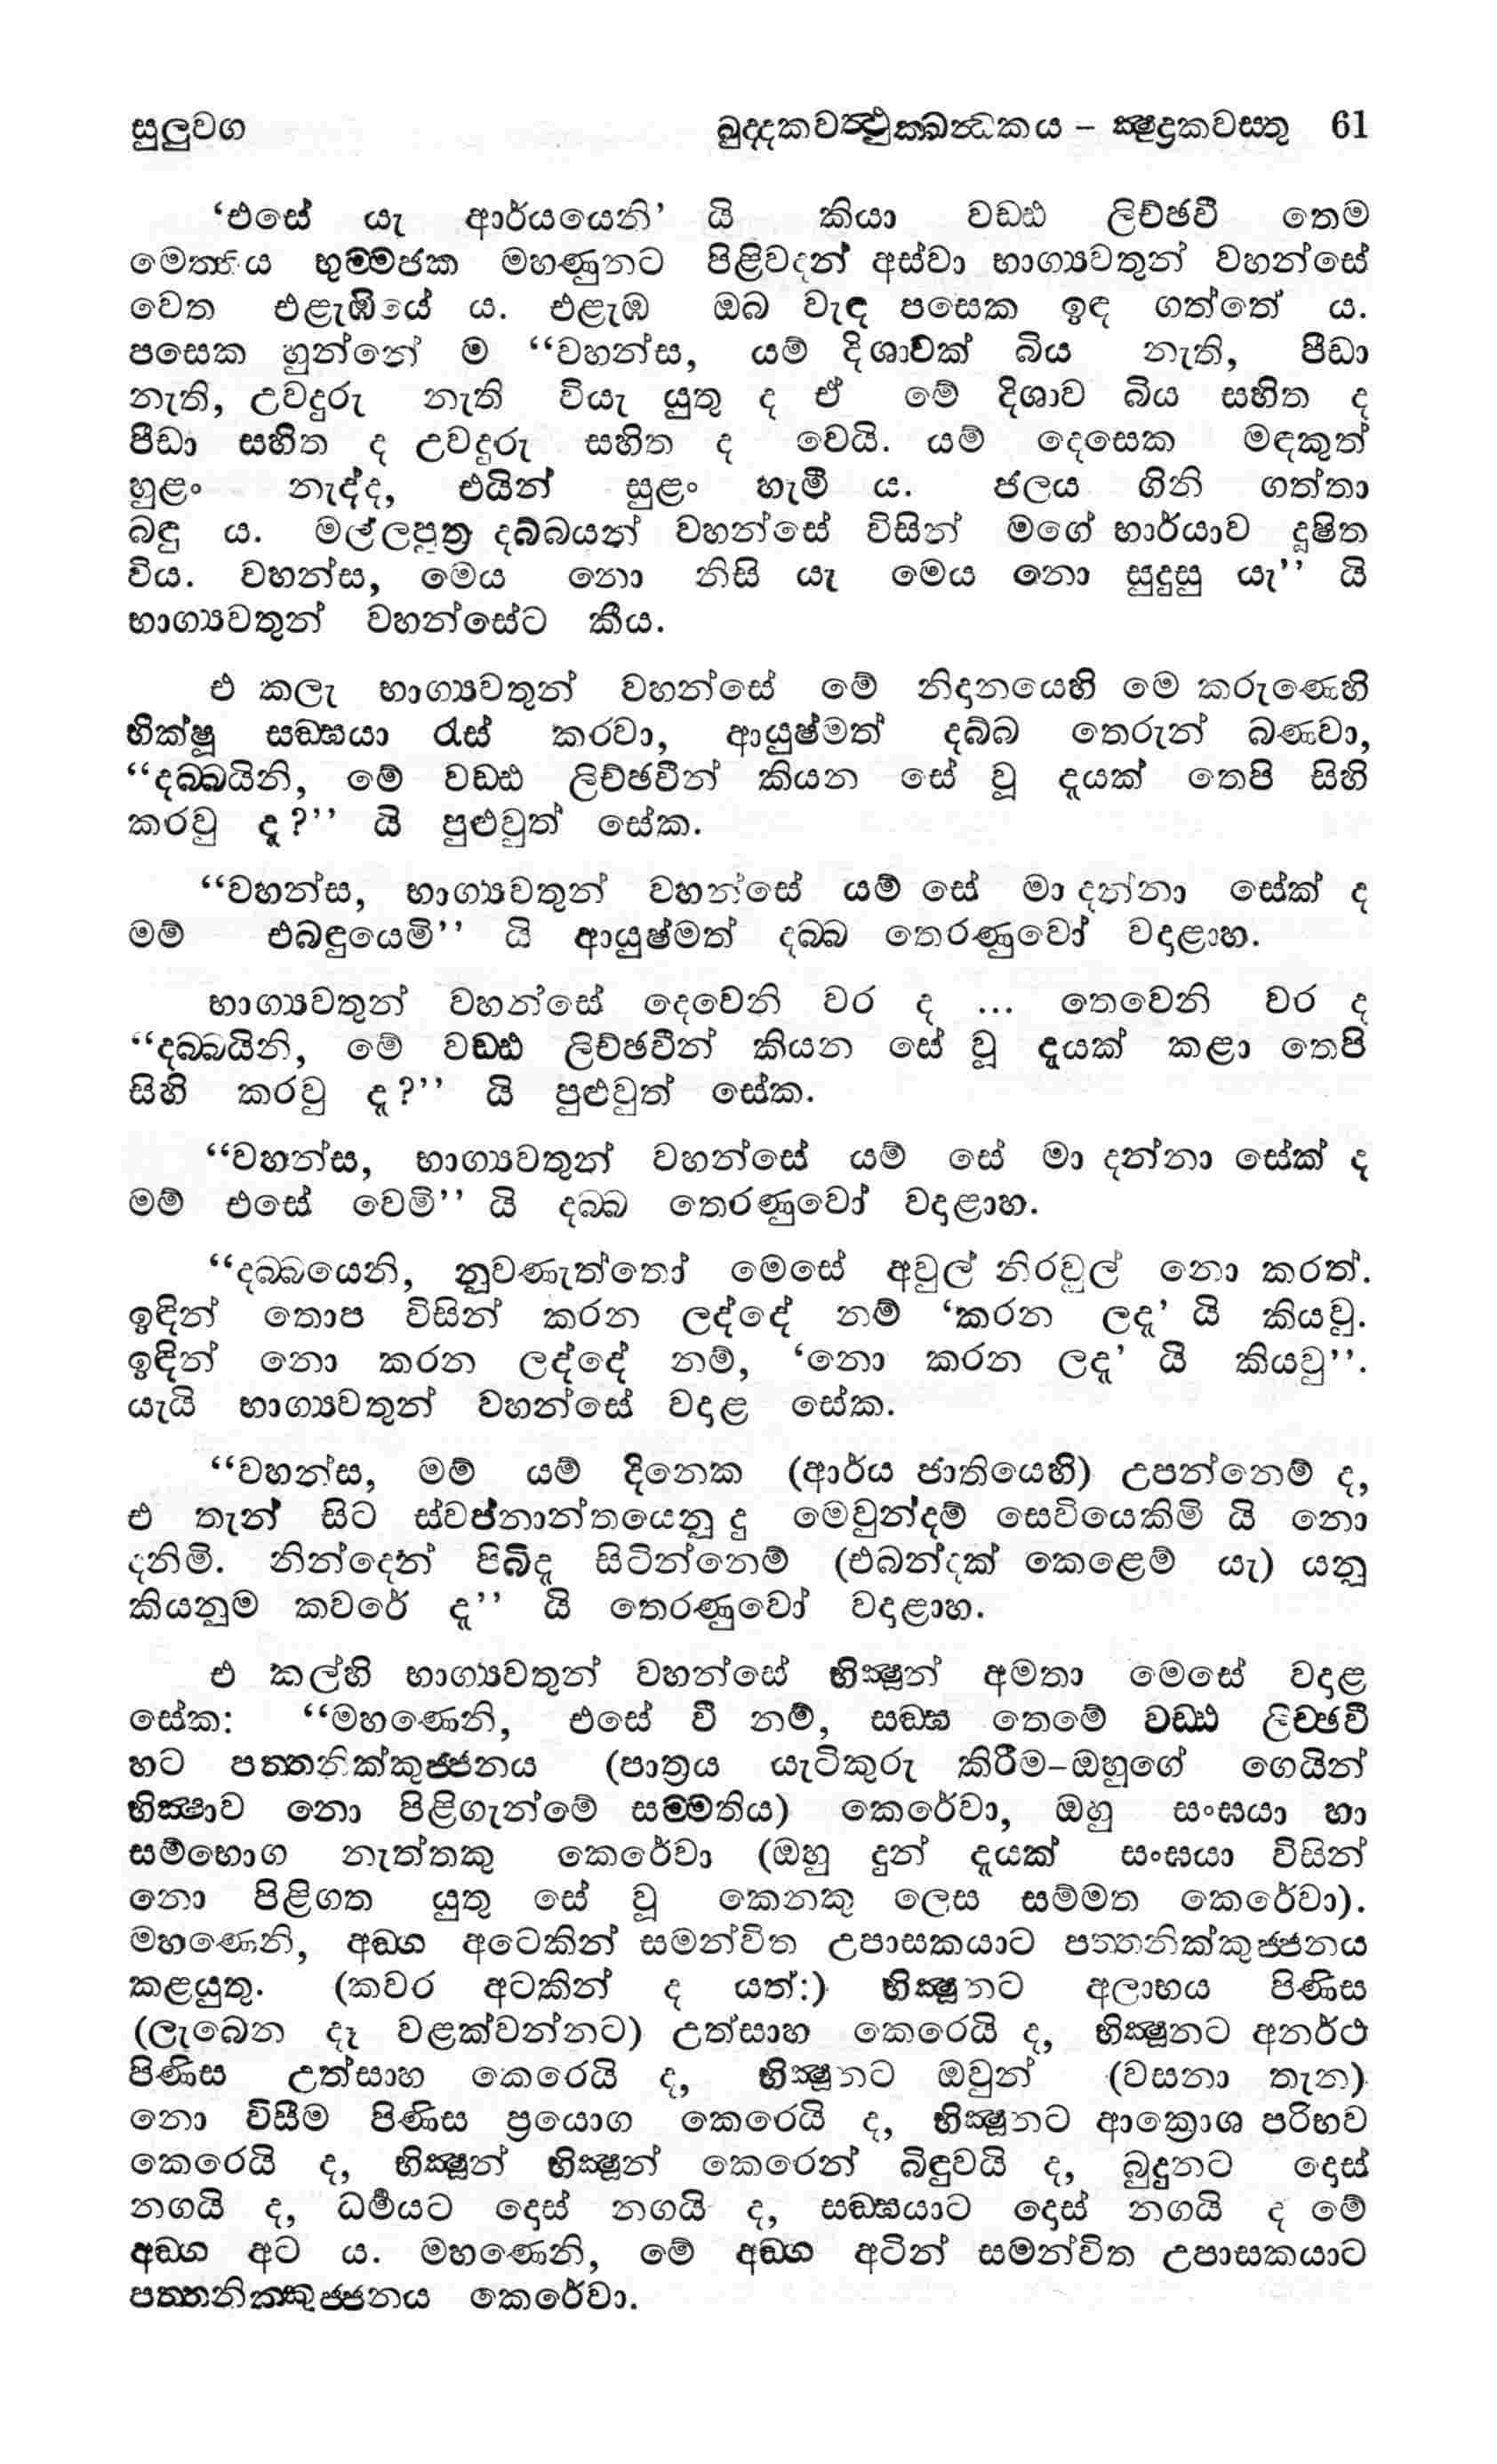 සුලුවග ඛුද්දකවත්‍ථුක්‍ඛන්‍ධකය - ක්‍ෂුද්‍රකවස්තු 61
‘එසේ යැ ආර්යයෙනි’ යි කියා වඩ්ඪ ලිච්ඡවි තෙම
මෙත්තිය භුම්මජක මහණුනට පිළිවදන් අස්වා භාග්‍යවතුන් වහන්සේ
වෙත එළැඹියේ ය. එළැඹ ඔබ වැඳ පසෙක ඉඳ ගත්තේ ය.
පසෙක හුන්නේ ම “වහන්ස, යම් දිශාවක් බිය නැති, පීඩා
නැති, උවදුරු නැති වියැ යුතු ද ඒ මේ දිශාව බිය සහිත ද
පීඩා සහිත ද උවදුරු සහිත ද වෙයි. යම් දෙසෙක මඳකුත්
හුළං නැද්ද, එයින් සුළං හැමී ය. ජලය ගිනි ගත්තා
බඳු ය. මල්ලපුත්‍ර දබ්බයන් වහන්සේ විසින් මගේ භාර්යාව දූෂිත
විය. වහන්ස, මෙය නො නිසි යැ මෙය නො සුදුසු යැ” යි
භාග්‍යවතුන් වහන්සේට කීය.
එ කලැ භාග්‍යවතුන් වහන්සේ මේ නිදානයෙහි මෙ කරුණෙහි
භික්ෂූ සඞ්ඝයා රැස් කරවා, ආයුෂ්මත් දබ්බ තෙරුන් බණවා,
“දබ්බයිනි, මේ වඩ්ඪ ලිච්ඡවීන් කියන සේ වූ දෑයක් තෙපි සිහි
කරවු ද?” යි පුළුවුත් සේක.
“වහන්ස, භාග්‍යවතුන් වහන්සේ යම් සේ මා දන්නා සේක් ද
මම් එබඳුයෙමි” යි ආයුෂ්මත් දබ්බ තෙරණුවෝ වදාළාහ.
භාග්‍යවතුන් වහන්සේ දෙවෙනි වර ද ... තෙවෙනි වර ද
“දබ්බයිනි, මේ වඩ්ඪ ලිච්ඡවීන් කියන සේ වූ දෑයක් කළා තෙපි
සිහි කරවු ද?” යි පුළුවුත් සේක.
“වහන්ස, භාග්‍යවතුන් වහන්සේ යම් සේ මා දන්නා සේක් ද
මම් එසේ වෙමි” යි දබ්බ තෙරණුවෝ වදාළාහ.
“දබ්බයෙනි, නුවණැත්තෝ මෙසේ අවුල් නිරවුල් නො කරත්.
ඉඳින් තොප විසින් කරන ලද්දේ නම් ‘කරන ලදැ’ යි කියවු.
ඉඳින් නො කරන ලද්දේ නම්, ‘නො කරන ලදැ’ යි කියවු”.
යැයි භාග්‍යවතුන් වහන්සේ වදාළ සේක.
“වහන්ස, මම් යම් දිනෙක (ආර්ය ජාතියෙහි) උපන්නෙම් ද,
එ තැන් සිට ස්වප්නාන්තයෙනූ දු මෙවුන්දම් සෙවියෙකිමි යි නො
දනිමි. නින්දෙන් පිබිද සිටින්නෙම් (එබන්දක් කෙළෙම් යැ) යනු
කියනුම කවරේ ද” යි තෙරණුවෝ වදාළාහ.
එ කල්හි භාග්‍යවතුන් වහන්සේ භික්‍ෂූන් අමතා මෙසේ වදාළ
සේක: “මහණෙනි, එසේ වී නම්, සඞ්ඝ තෙමේ වඩ්ඪ ලිච්ඡවි
හට පත්තනික්කුජ්ජනය (පාත්‍රය යැටිකුරු කිරීම-ඔහුගේ ගෙයින්
භික්‍ෂාව නො පිළිගැන්මේ සම්මතිය) කෙරේවා, ඔහු සංඝයා හා
සම්භොග නැත්තකු කෙරේවා (ඔහු දුන් දෑයක් සංඝයා විසින්
නො පිළිගත යුතු සේ වූ කෙනකු ලෙස සම්මත කෙරේවා).
මහණෙනි, අඞ්ග අටෙකින් සමන්විත උපාසකයාට පත්තනික්කුජ්ජනය
කළයුතු. (කවර අටකින් ද යත්:) භික්‍ෂූනට අලාභය පිණිස
(ලැබෙන දෑ වළක්වන්නට) උත්සාහ කෙරෙයි ද, භික්‍ෂූනට අනර්ථ
පිණිස උත්සාහ කෙරෙයි ද, භික්‍ෂූනට ඔවුන් (වසනා තැන)
නො විසීම පිණිස ප්‍රයොග කෙරෙයි ද, භික්‍ෂූනට ආක්‍රොශ පරිභව
කෙරෙයි ද, භික්‍ෂූන් භික්‍ෂූන් කෙරෙන් බිඳුවයි ද, බුදුනට දොස්
නගයි ද, ධර්‍මයට දොස් නගයි ද, සඞ්ඝයාට දොස් නගයි ද මේ
අඞ්ග අට ය. මහණෙනි, මේ අඞ්ග අටින් සමන්විත උපාසකයාට
පත්තනික්කුජ්ජනය කෙරේවා.